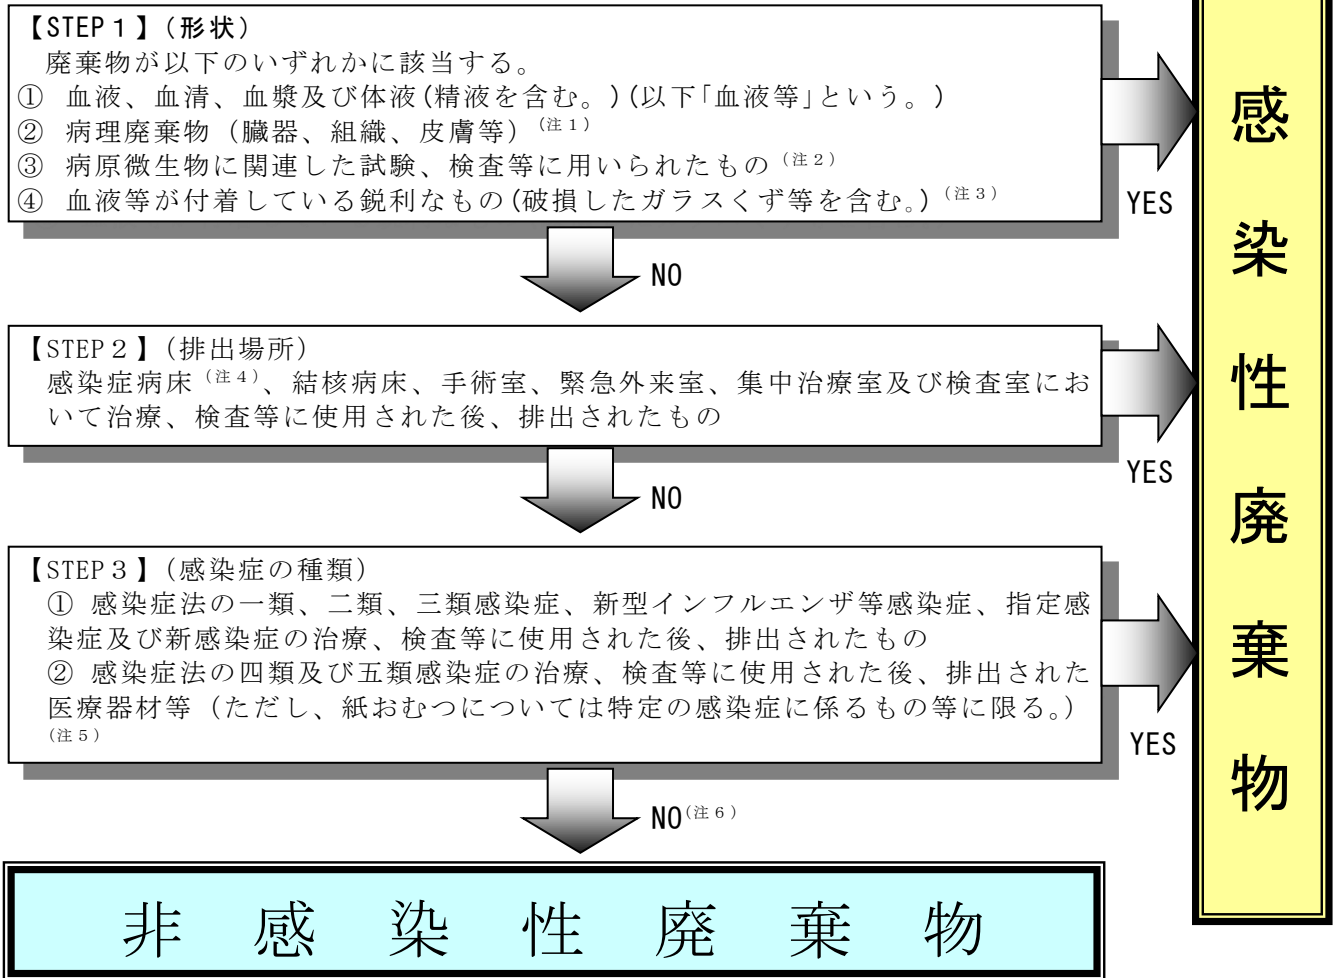 【STEP１】（形状）
廃棄物が以下のいずれかに該当する。
① 血液、血清、血漿及び体液（精液を含む。）（以下「血液等」という。）
② 病理廃棄物（臓器、組織、皮膚等）（注１）
③ 病原微生物に関連した試験、検査等に用いられたもの（注２）
④ 血液等が付着している鋭利なもの（破損したガラスくず等を含む。）（注３）
YES
NO
【STEP２】（排出場所）
感染症病床（注４）、結核病床、手術室、緊急外来室、集中治療室及び検査室にお
いて治療、検査等に使用された後、排出されたもの
YES
NO
【STEP３】（感染症の種類）
① 感染症法の一類、二類、三類感染症、新型インフルエンザ等感染症、指定感
染症及び新感染症の治療、検査等に使用された後、排出されたもの
② 感染症法の四類及び五類感染症の治療、検査等に使用された後、排出された
医療器材等（ただし、紙おむつについては特定の感染症に係るもの等に限る。）
（注５）
YES
NO（注６）
非感染性廃棄物
感染性廃棄物